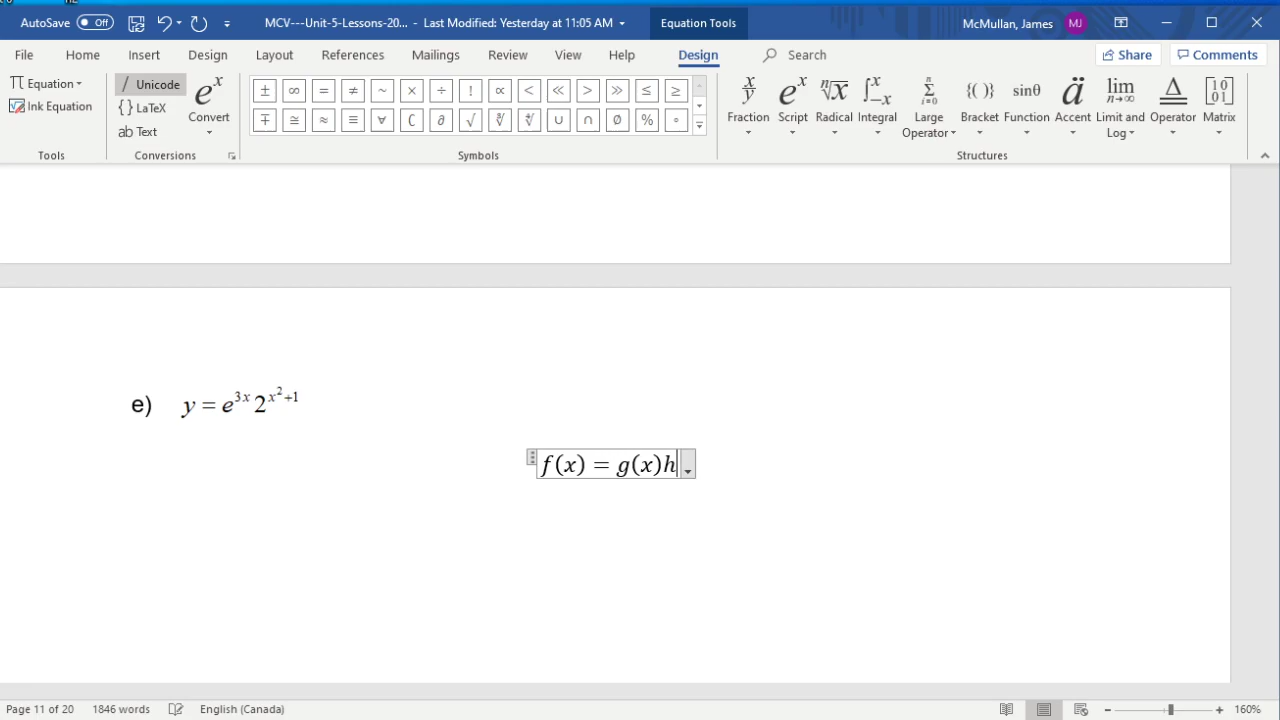 AutoSave Off MCV---Unit-5-Lessons-20... - Last Modified: Yesterday at 11:05 AM Equation Tools McMullan, James MJ
File Home Insert Draw Design Layout References Mailings Review View Help Design Search Share Comments
Equation
Ink Equation
Unicode
LaTeX
ab Text
Convert
± ∞ = ≠ ~ × ÷ ! ∝ < ≪ > ≫ ≤ ≥
∓ ≅ ≈ ≡ ∀ ∁ ∂ √ ∛ ∜ ∪ ∩ ∅ % °
Fraction Script Radical Integral Large Operator Bracket Function Accent Limit and Log Operator Matrix
Tools Conversions Symbols Structures
e) y = e^{3x} 2^{x^2+1}
f(x) = g(x)h
Page 11 of 20 1846 words English (Canada) 160%